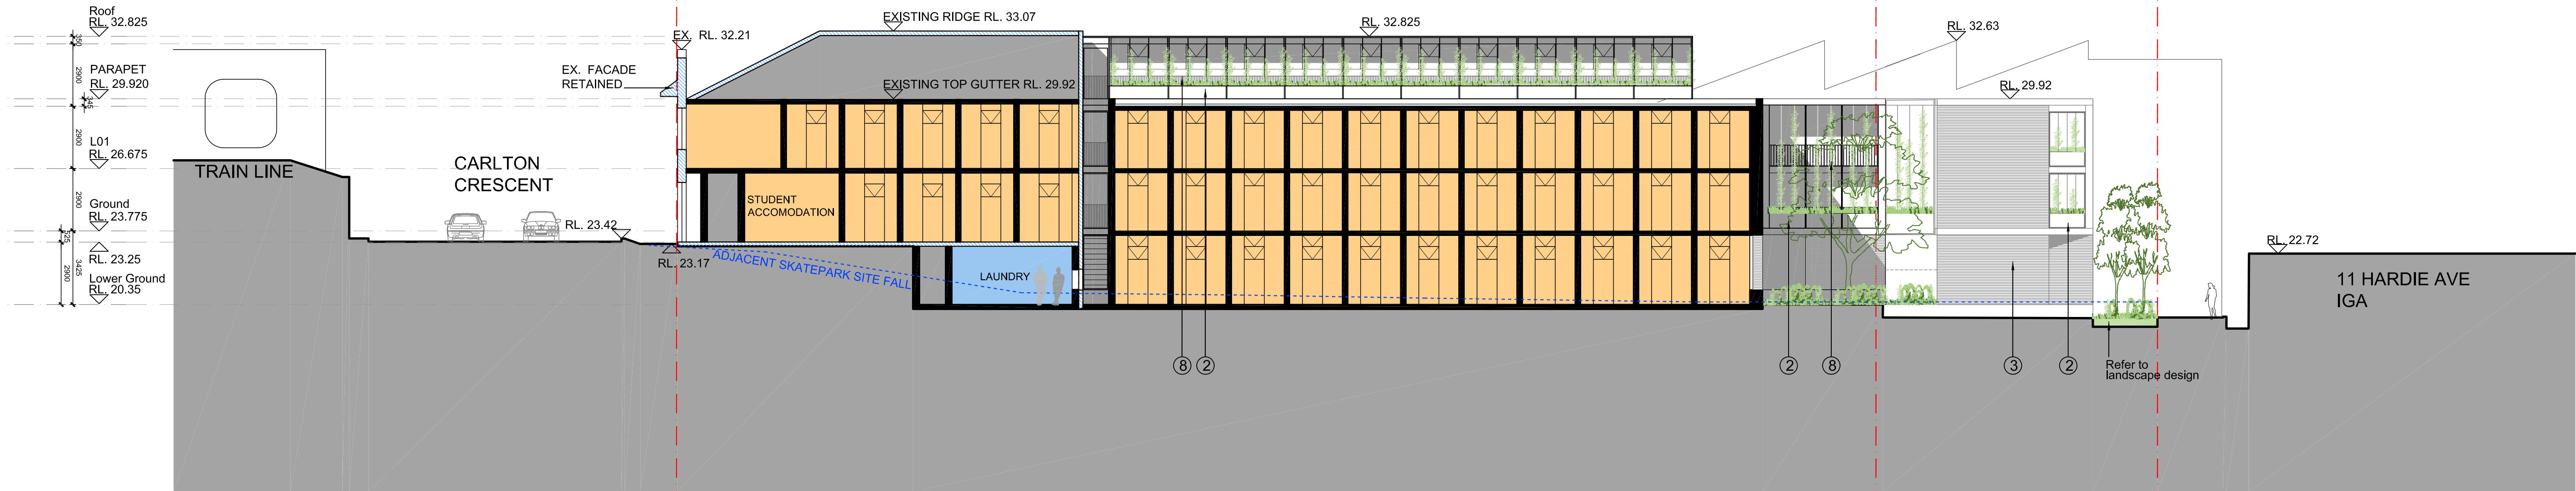 Roof
RL. 32.825
350
2900
PARAPET
RL. 29.920
345
2900
L01
RL. 26.675
2900
Ground
RL. 23.775
525
RL. 23.25
3425
2900
Lower Ground
RL. 20.35
TRAIN LINE
CARLTON
CRESCENT
RL. 23.42
EX. RL. 32.21
EX. FACADE
RETAINED
RL. 23.17
EXISTING RIDGE RL. 33.07
EXISTING TOP GUTTER RL. 29.92
STUDENT
ACCOMODATION
ADJACENT SKATEPARK SITE FALL
LAUNDRY
RL. 32.825
8
2
RL. 32.63
RL. 29.92
2
8
3
2
Refer to
landscape design
RL. 22.72
11 HARDIE AVE
IGA